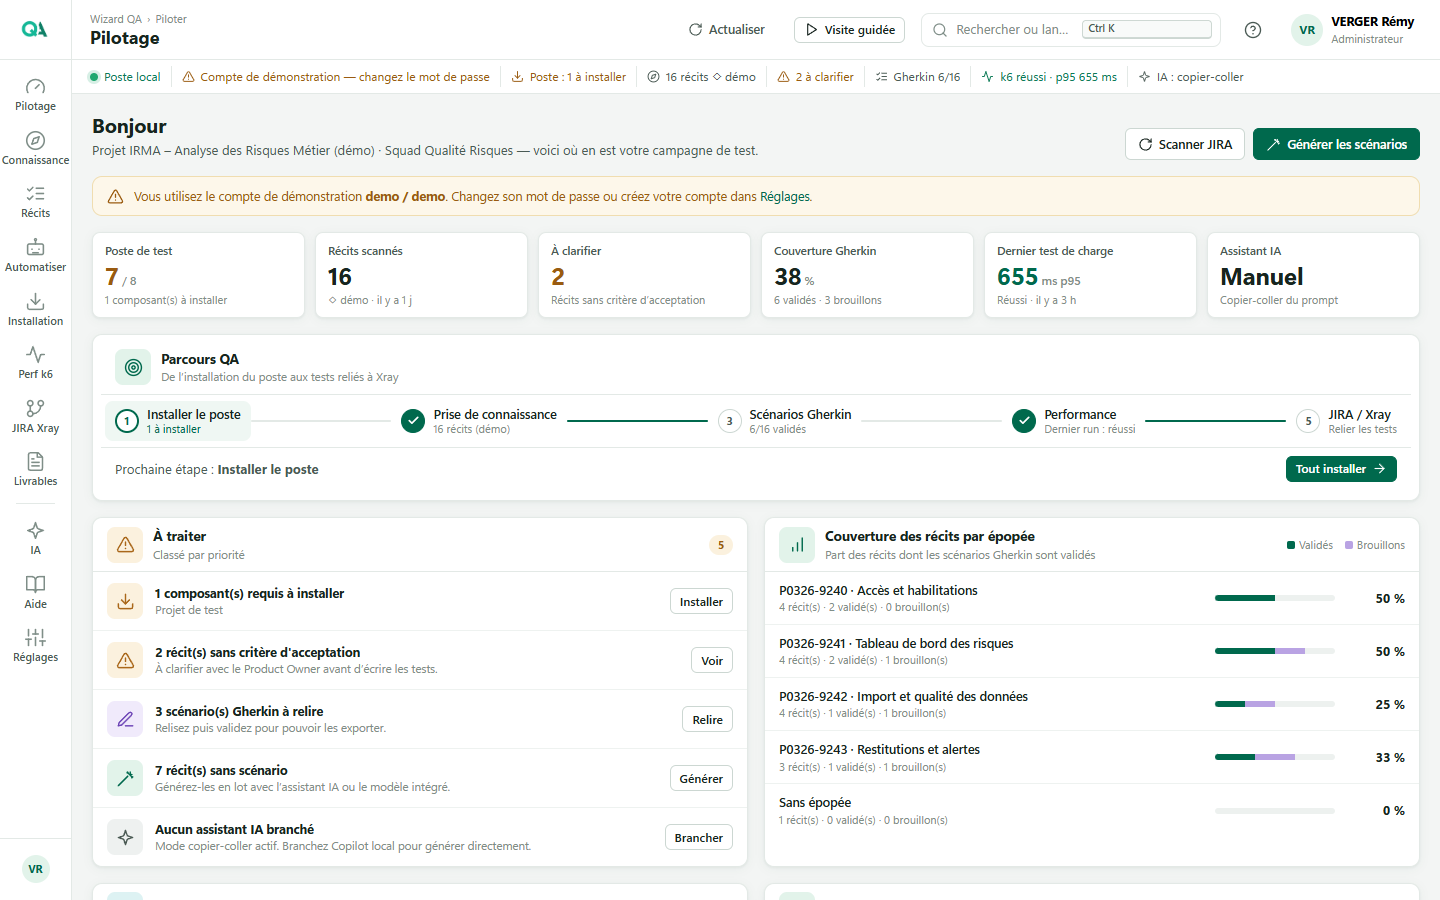 QA
Wizard QA › Piloter
Pilotage
Actualiser
Visite guidée
Rechercher ou lan...
Ctrl K
VR
VERGER Rémy
Administrateur
Poste local
Compte de démonstration — changez le mot de passe
Poste : 1 à installer
16 récits ◇ démo
2 à clarifier
Gherkin 6/16
k6 réussi · p95 655 ms
IA : copier-coller
Pilotage
Connaissance
Récits
Automatiser
Installation
Perf k6
JIRA Xray
Livrables
IA
Aide
Réglages
VR
Bonjour
Projet IRMA – Analyse des Risques Métier (démo) · Squad Qualité Risques — voici où en est votre campagne de test.
Scanner JIRA
Générer les scénarios
Vous utilisez le compte de démonstration demo / demo. Changez son mot de passe ou créez votre compte dans Réglages.
Poste de test
7 / 8
1 composant(s) à installer
Récits scannés
16
◇ démo · il y a 1 j
À clarifier
2
Récits sans critère d'acceptation
Couverture Gherkin
38 %
6 validés · 3 brouillons
Dernier test de charge
655 ms p95
Réussi · il y a 3 h
Assistant IA
Manuel
Copier-coller du prompt
Parcours QA
De l'installation du poste aux tests reliés à Xray
1
Installer le poste
1 à installer
Prise de connaissance
16 récits (démo)
3
Scénarios Gherkin
6/16 validés
Performance
Dernier run : réussi
5
JIRA / Xray
Relier les tests
Prochaine étape : Installer le poste
Tout installer
À traiter
Classé par priorité
5
1 composant(s) requis à installer
Projet de test
Installer
2 récit(s) sans critère d'acceptation
À clarifier avec le Product Owner avant d'écrire les tests.
Voir
3 scénario(s) Gherkin à relire
Relisez puis validez pour pouvoir les exporter.
Relire
7 récit(s) sans scénario
Générez-les en lot avec l'assistant IA ou le modèle intégré.
Générer
Aucun assistant IA branché
Mode copier-coller actif. Branchez Copilot local pour générer directement.
Brancher
Couverture des récits par épopée
Part des récits dont les scénarios Gherkin sont validés
Validés
Brouillons
P0326-9240 · Accès et habilitations
4 récit(s) · 2 validé(s) · 0 brouillon(s)
50 %
P0326-9241 · Tableau de bord des risques
4 récit(s) · 2 validé(s) · 1 brouillon(s)
50 %
P0326-9242 · Import et qualité des données
4 récit(s) · 1 validé(s) · 1 brouillon(s)
25 %
P0326-9243 · Restitutions et alertes
3 récit(s) · 1 validé(s) · 1 brouillon(s)
33 %
Sans épopée
1 récit(s) · 0 validé(s) · 0 brouillon(s)
0 %